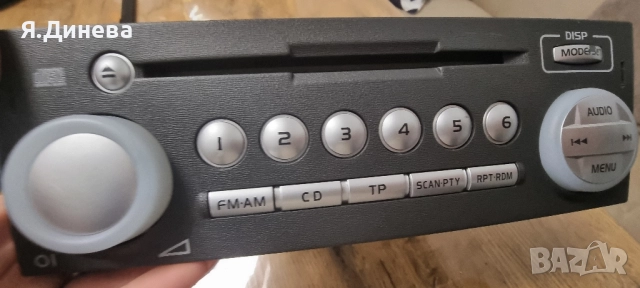 Я.Динева
DISP
MODE
AUDIO
1 2 3 4 5 6
MENU
FM·AM CD TP SCAN·PTY RPT·RDM
BAZAR